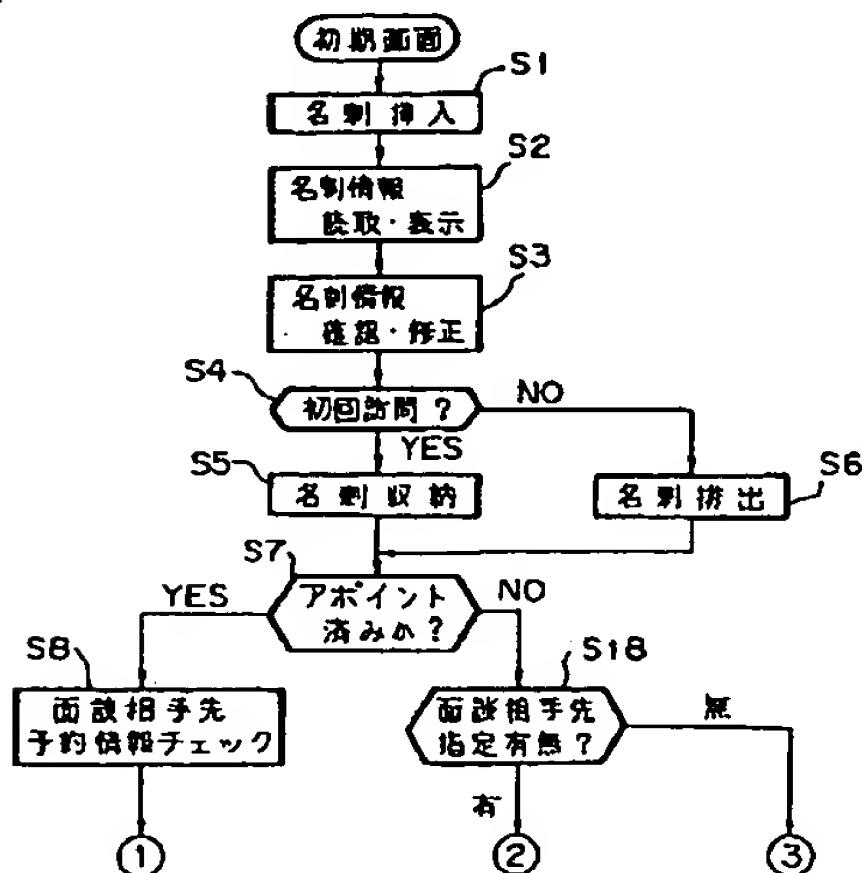 初期画面
S1
名刺挿入
S2
名刺情報
読取・表示
S3
名刺情報
確認・修正
S4
初回訪問?
NO
YES
S5
名刺収納
S6
名刺排出
S7
アポイント
済みか?
YES
NO
S8
面談相手先
予約情報チェック
S18
面談相手先
指定有無?
無
有
①
②
③